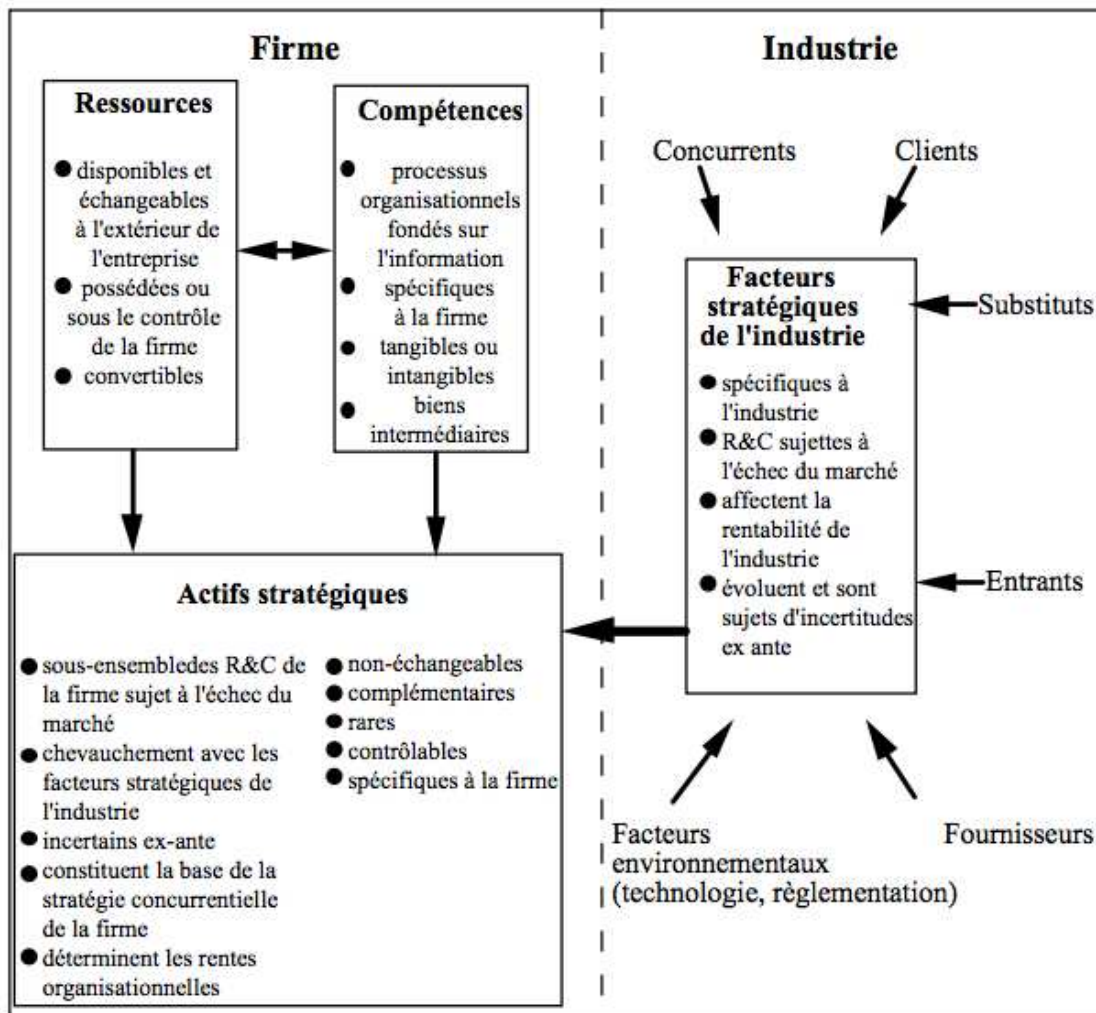 Firme
Ressources
disponibles et
échangeables
à l'extérieur de
l'entreprise
possédées ou
sous le contrôle
de la firme
convertibles
Compétences
processus
organisationnels
fondés sur
l'information
spécifiques
à la firme
tangibles ou
intangibles
biens
intermédiaires
Actifs stratégiques
sous-ensembledes R&C de
la firme sujet à l'échec du
marché
chevauchement avec les
facteurs stratégiques de
l'industrie
incertains ex-ante
constituent la base de la
stratégie concurrentielle
de la firme
déterminent les rentes
organisationnelles
non-échangeables
complémentaires
rares
contrôlables
spécifiques à la firme
Industrie
Concurrents
Clients
Facteurs
stratégiques
de l'industrie
spécifiques à
l'industrie
R&C sujettes à
l'échec du marché
affectent la
rentabilité de
l'industrie
évoluent et sont
sujets d'incertitudes
ex ante
Substituts
Entrants
Facteurs
environnementaux
(technologie, règlementation)
Fournisseurs